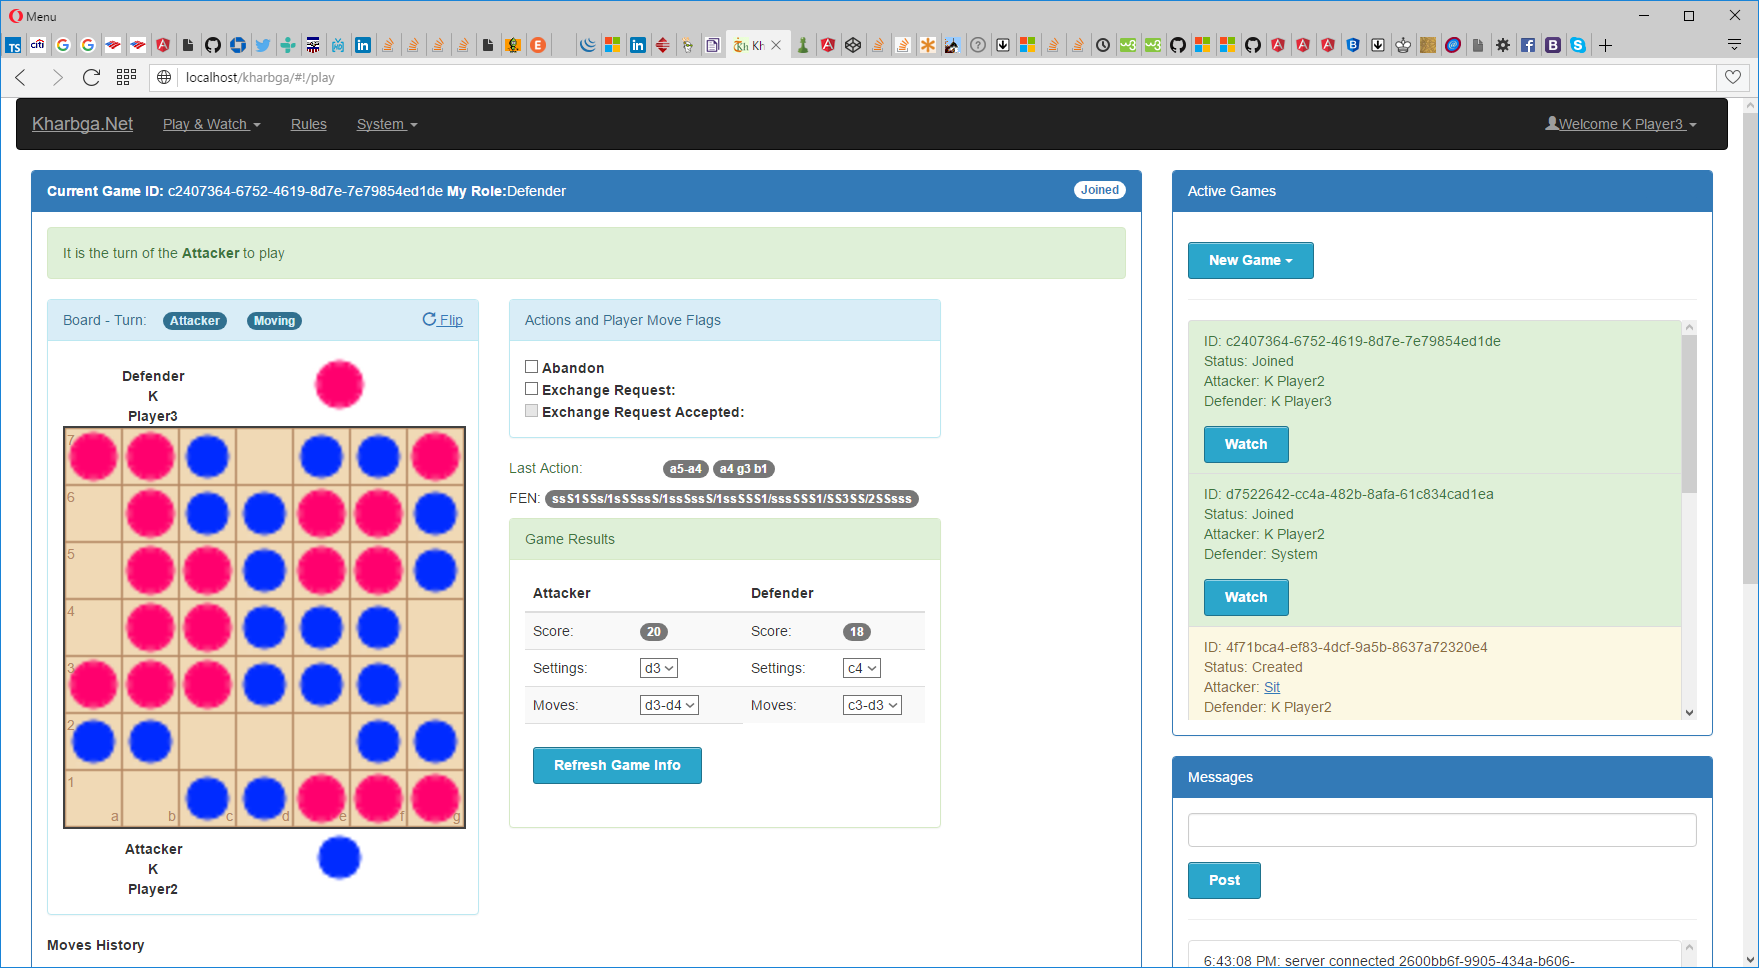 Menu
localhost/kharbga/#!/play
Kharbga.Net Play & Watch Rules System Welcome K Player3
Current Game ID: c2407364-6752-4619-8d7e-7e79854ed1de My Role:Defender Joined
It is the turn of the Attacker to play
Board - Turn: Attacker Moving Flip
Defender
K
Player3
7
6
5
4
3
2
1
a b c d e f g
Attacker
K
Player2
Moves History
Actions and Player Move Flags
Abandon
Exchange Request:
Exchange Request Accepted:
Last Action: a5-a4 a4 g3 b1
FEN: ssS1SSs/1sSSssS/1ssSssS/1ssSSS1/sssSSS1/SS3SS/2SSsss
Game Results
Attacker Defender
Score: 20 Score: 18
Settings: d3 Settings: c4
Moves: d3-d4 Moves: c3-d3
Refresh Game Info
Active Games
New Game
ID: c2407364-6752-4619-8d7e-7e79854ed1de
Status: Joined
Attacker: K Player2
Defender: K Player3
Watch
ID: d7522642-cc4a-482b-8afa-61c834cad1ea
Status: Joined
Attacker: K Player2
Defender: System
Watch
ID: 4f71bca4-ef83-4dcf-9a5b-8637a72320e4
Status: Created
Attacker: Sit
Defender: K Player2
Messages
Post
6:43:08 PM: server connected 2600bb6f-9905-434a-b606-